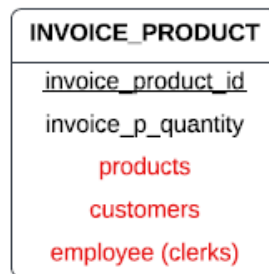 INVOICE_PRODUCT
invoice_product_id
invoice_p_quantity
products
customers
employee (clerks)